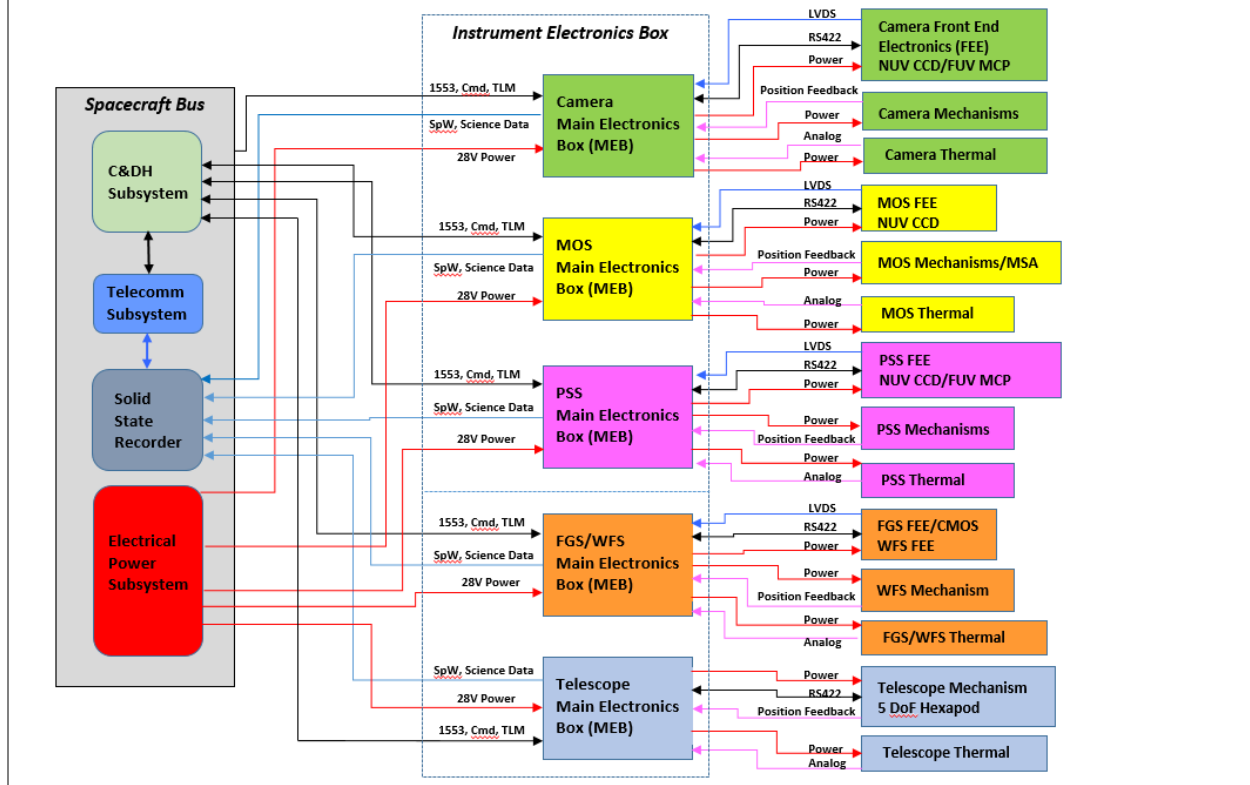 Spacecraft Bus
C&DH
Subsystem
Telecomm
Subsystem
Solid
State
Recorder
Electrical
Power
Subsystem
Instrument Electronics Box
1553, Cmd, TLM
SpW, Science Data
28V Power
Camera
Main Electronics
Box (MEB)
LVDS
RS422
Power
Camera Front End
Electronics (FEE)
NUV CCD/FUV MCP
Position Feedback
Power
Camera Mechanisms
Analog
Power
Camera Thermal
1553, Cmd, TLM
SpW, Science Data
28V Power
MOS
Main Electronics
Box (MEB)
LVDS
RS422
Power
MOS FEE
NUV CCD
Position Feedback
Power
MOS Mechanisms/MSA
Analog
Power
MOS Thermal
1553, Cmd, TLM
SpW, Science Data
28V Power
PSS
Main Electronics
Box (MEB)
LVDS
RS422
Power
PSS FEE
NUV CCD/FUV MCP
Power
Position Feedback
PSS Mechanisms
Power
Analog
PSS Thermal
1553, Cmd, TLM
SpW, Science Data
28V Power
FGS/WFS
Main Electronics
Box (MEB)
LVDS
RS422
Power
FGS FEE/CMOS
WFS FEE
Power
Position Feedback
WFS Mechanism
Power
Analog
FGS/WFS Thermal
SpW, Science Data
28V Power
1553, Cmd, TLM
Telescope
Main Electronics
Box (MEB)
Power
RS422
Position Feedback
Telescope Mechanism
5 DoF Hexapod
Power
Analog
Telescope Thermal